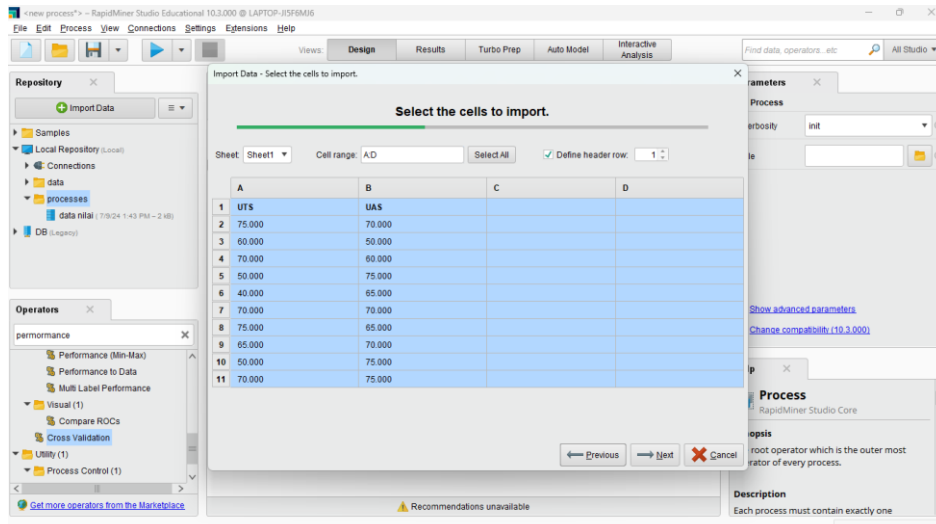 <new process*> – RapidMiner Studio Educational 10.3.000 @ LAPTOP-JI5F6MJ6
File Edit Process View Connections Settings Extensions Help
Views: Design Results Turbo Prep Auto Model Interactive Analysis
Find data, operators...etc All Studio
Repository
Import Data
Samples
Local Repository (Local)
Connections
data
processes
data nilai (7/9/24 1:43 PM – 2 kB)
DB (Legacy)
Operators
permormance
Performance (Min-Max)
Performance to Data
Multi Label Performance
Visual (1)
Compare ROCs
Cross Validation
Utility (1)
Process Control (1)
Get more operators from the Marketplace
Import Data - Select the cells to import.
Select the cells to import.
Sheet: Sheet1 Cell range: A:D Select All Define header row: 1
A B C D
1 UTS UAS
2 75.000 70.000
3 60.000 50.000
4 70.000 60.000
5 50.000 75.000
6 40.000 65.000
7 70.000 70.000
8 75.000 65.000
9 65.000 70.000
10 50.000 75.000
11 70.000 75.000
Previous Next Cancel
Recommendations unavailable
rameters
Process
erbosity init
le
Show advanced parameters
Change compatibility (10.3.000)
lp
Process
RapidMiner Studio Core
opsis
root operator which is the outer most
rator of every process.
Description
Each process must contain exactly one